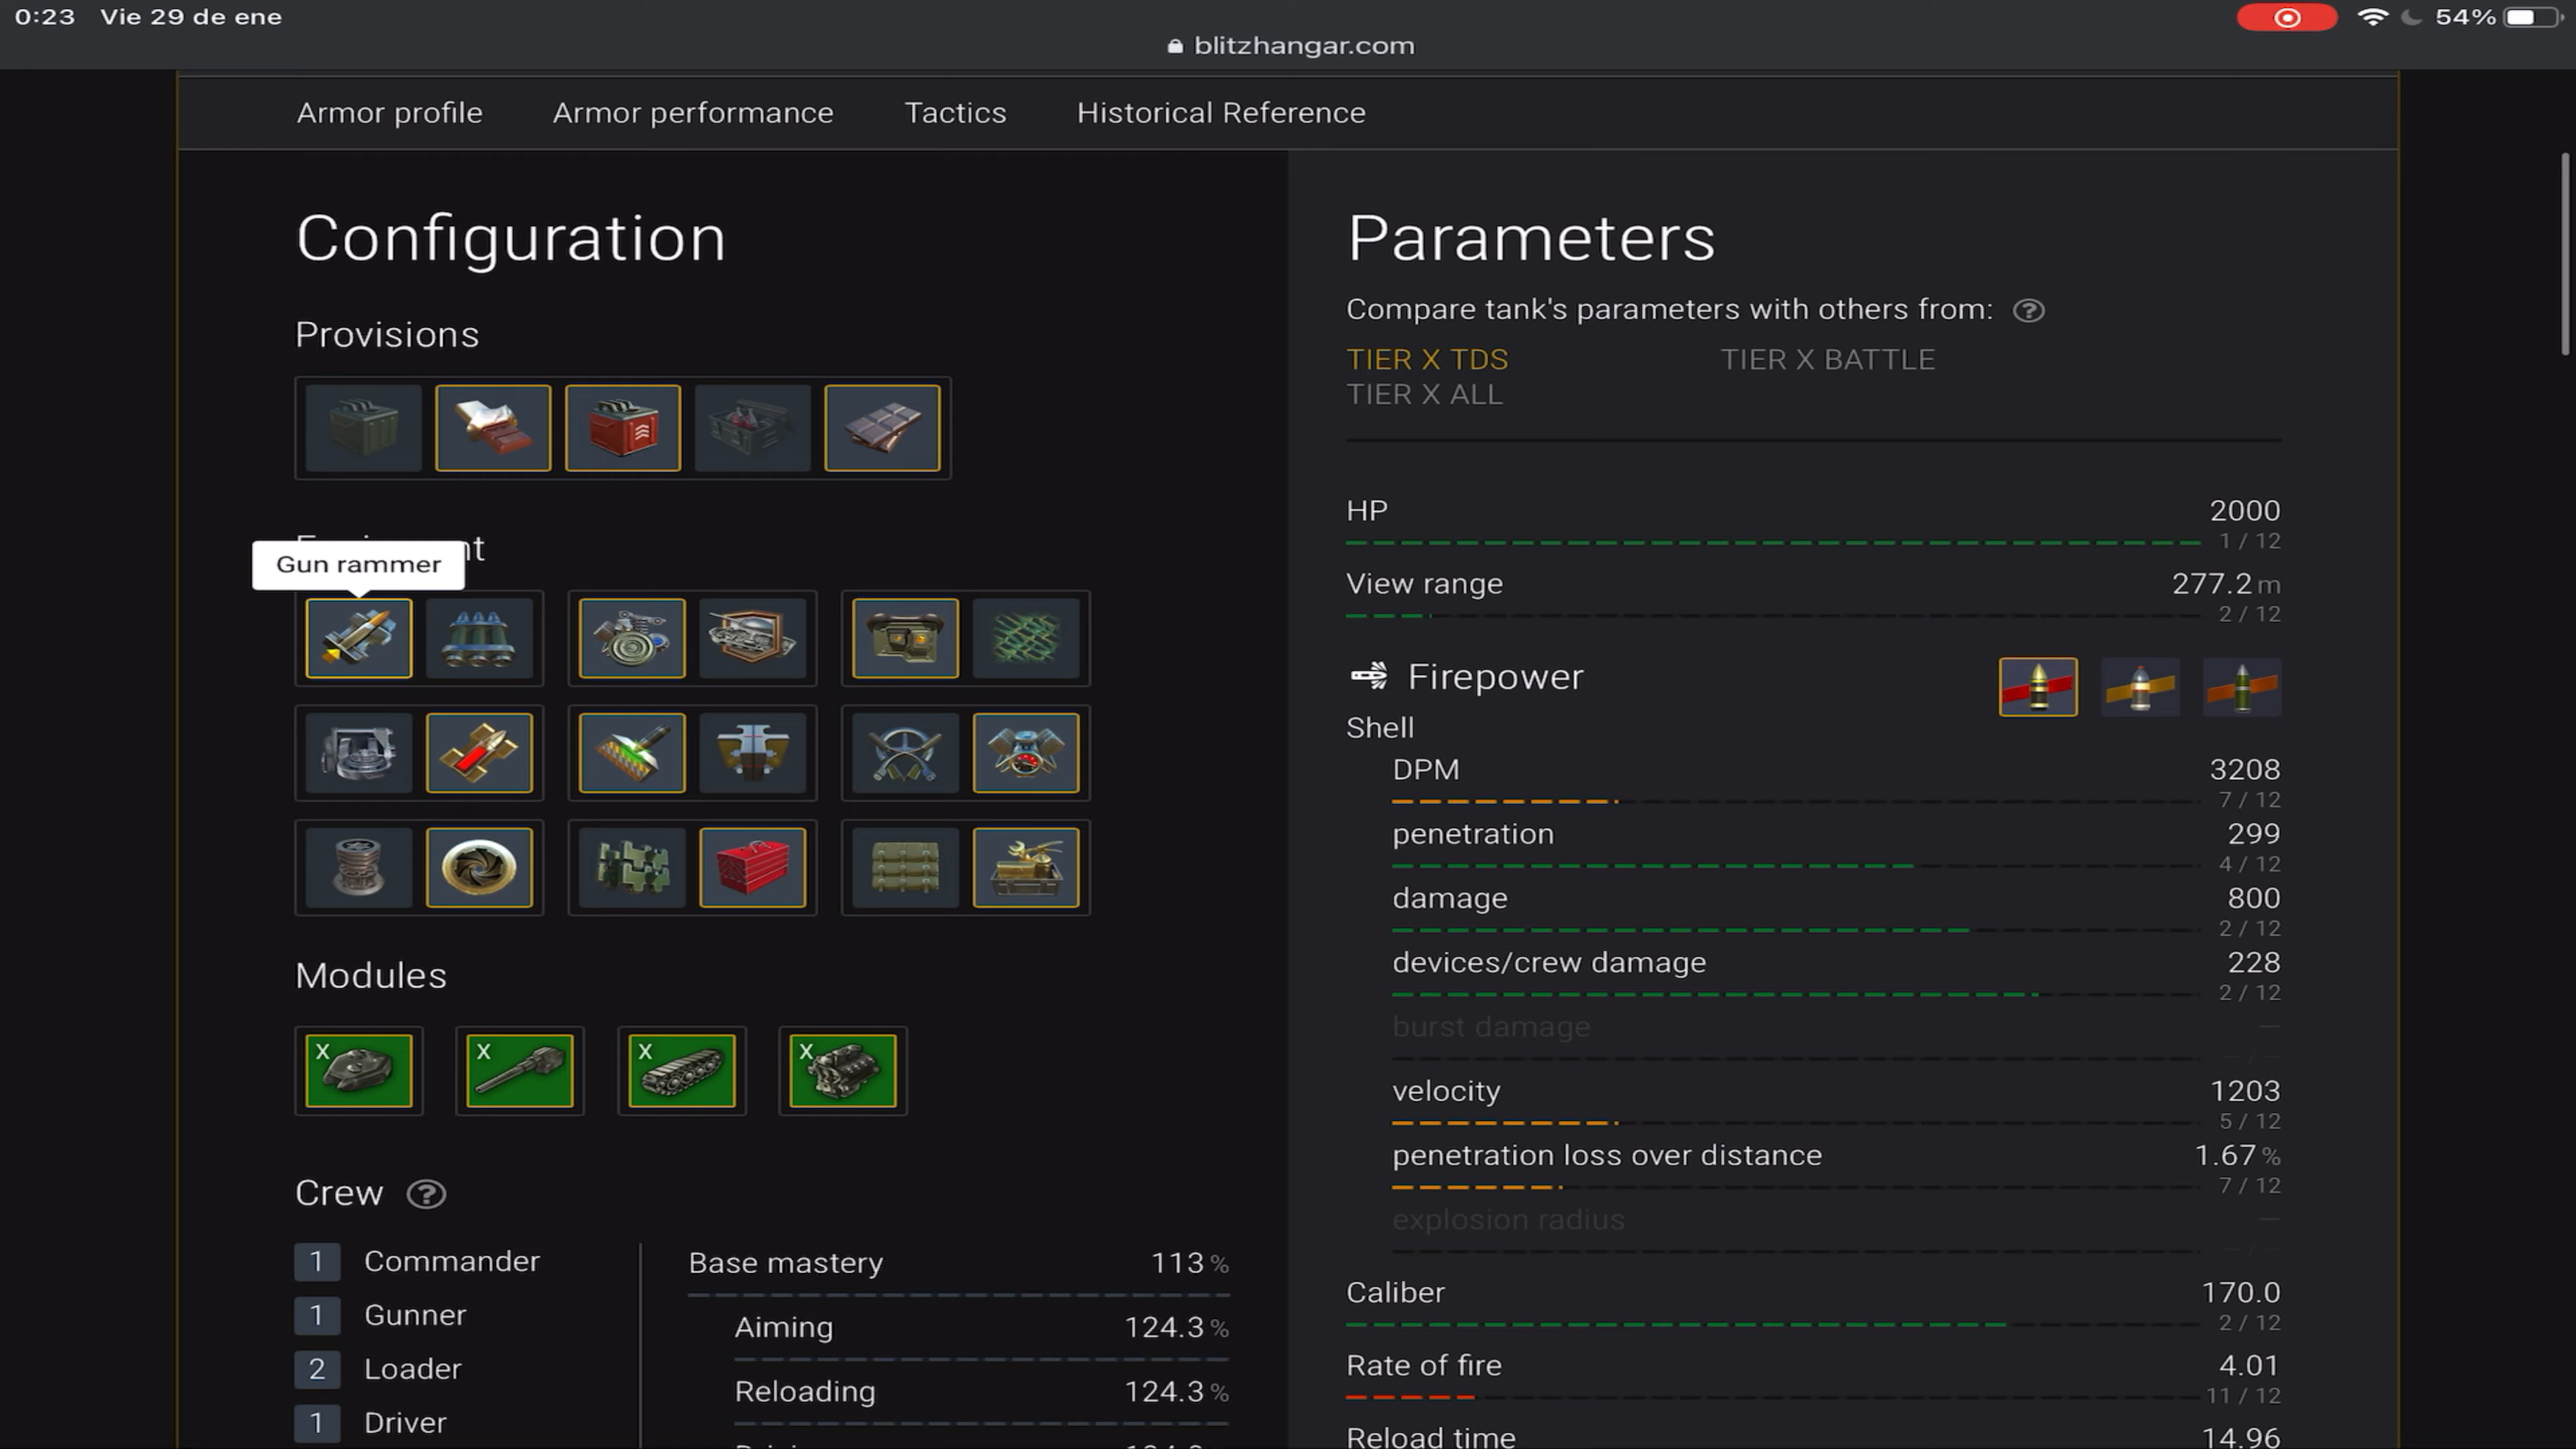 0:23 Vie 29 de ene
54%
blitzhangar.com
Armor profile Armor performance Tactics Historical Reference
Configuration
Provisions
Gun rammer
Modules
X X X X
Crew ?
1 Commander
1 Gunner
2 Loader
1 Driver
Base mastery 113 %
Aiming 124.3 %
Reloading 124.3 %
Parameters
Compare tank's parameters with others from: ?
TIER X TDS TIER X BATTLE
TIER X ALL
HP 2000
1 / 12
View range 277.2 m
2 / 12
Firepower
Shell
DPM 3208
7 / 12
penetration 299
4 / 12
damage 800
2 / 12
devices/crew damage 228
2 / 12
burst damage —
– / –
velocity 1203
5 / 12
penetration loss over distance 1.67 %
7 / 12
explosion radius —
– / –
Caliber 170.0
2 / 12
Rate of fire 4.01
11 / 12
Reload time 14.96